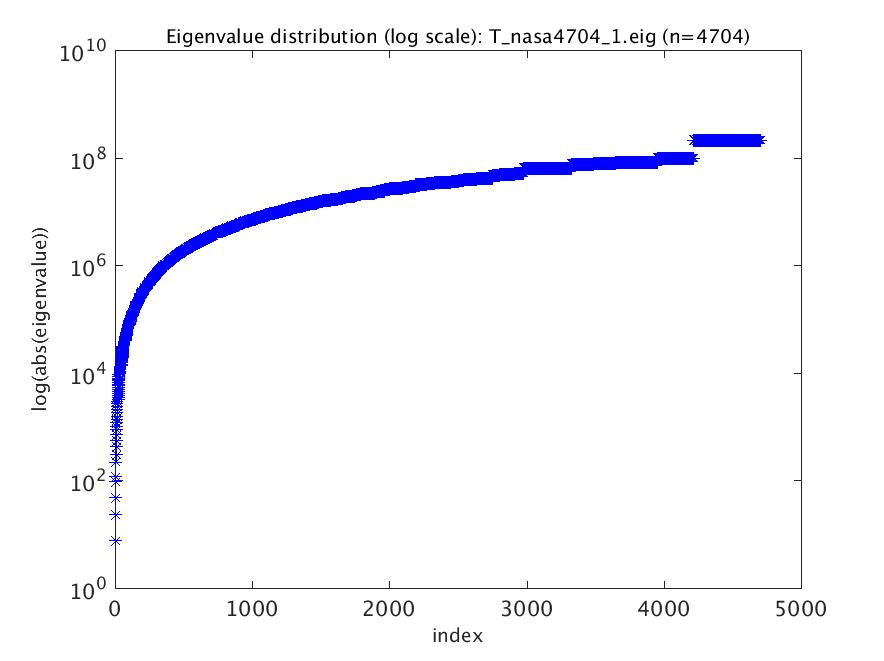 Eigenvalue distribution (log scale): T_nasa4704_1.eig (n=4704)
10^10
10^8
10^6
10^4
10^2
10^0
log(abs(eigenvalue))
0 1000 2000 3000 4000 5000
index